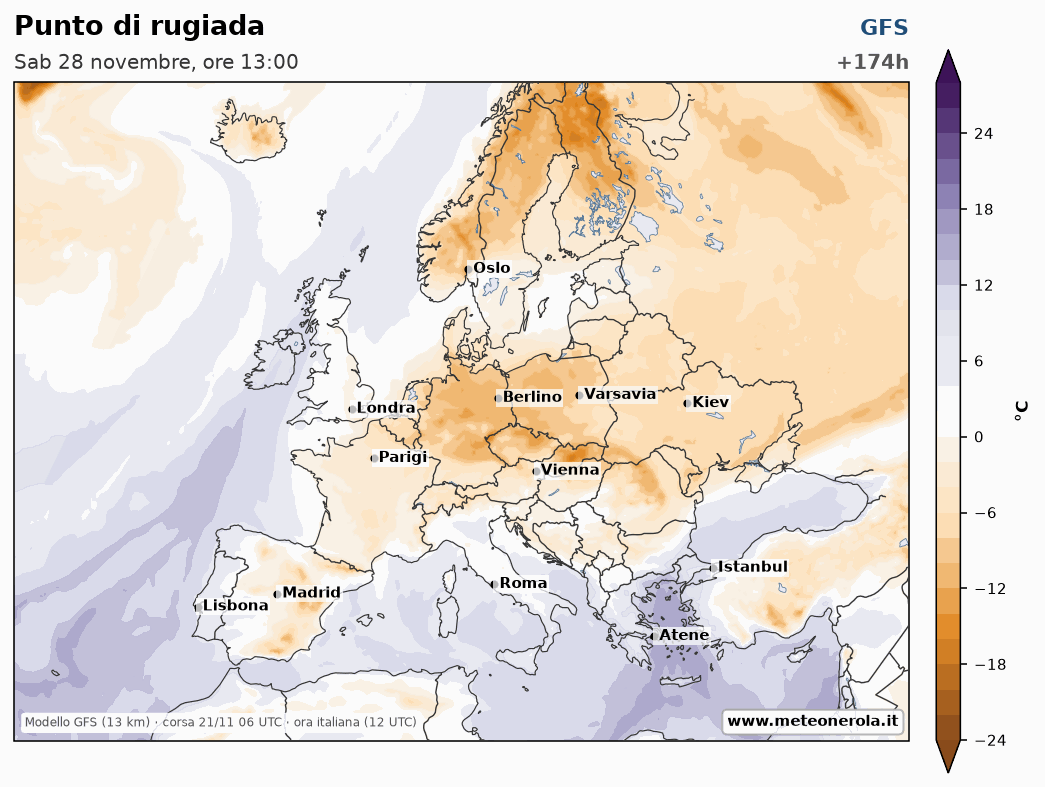 Punto di rugiada
GFS
Sab 28 novembre, ore 13:00
+174h
24
18
12
6
0
−6
−12
−18
−24
°C
Oslo
Berlino
Varsavia
Kiev
Londra
Parigi
Vienna
Istanbul
Roma
Madrid
Lisbona
Atene
Modello GFS (13 km) · corsa 21/11 06 UTC · ora italiana (12 UTC)
www.meteonerola.it